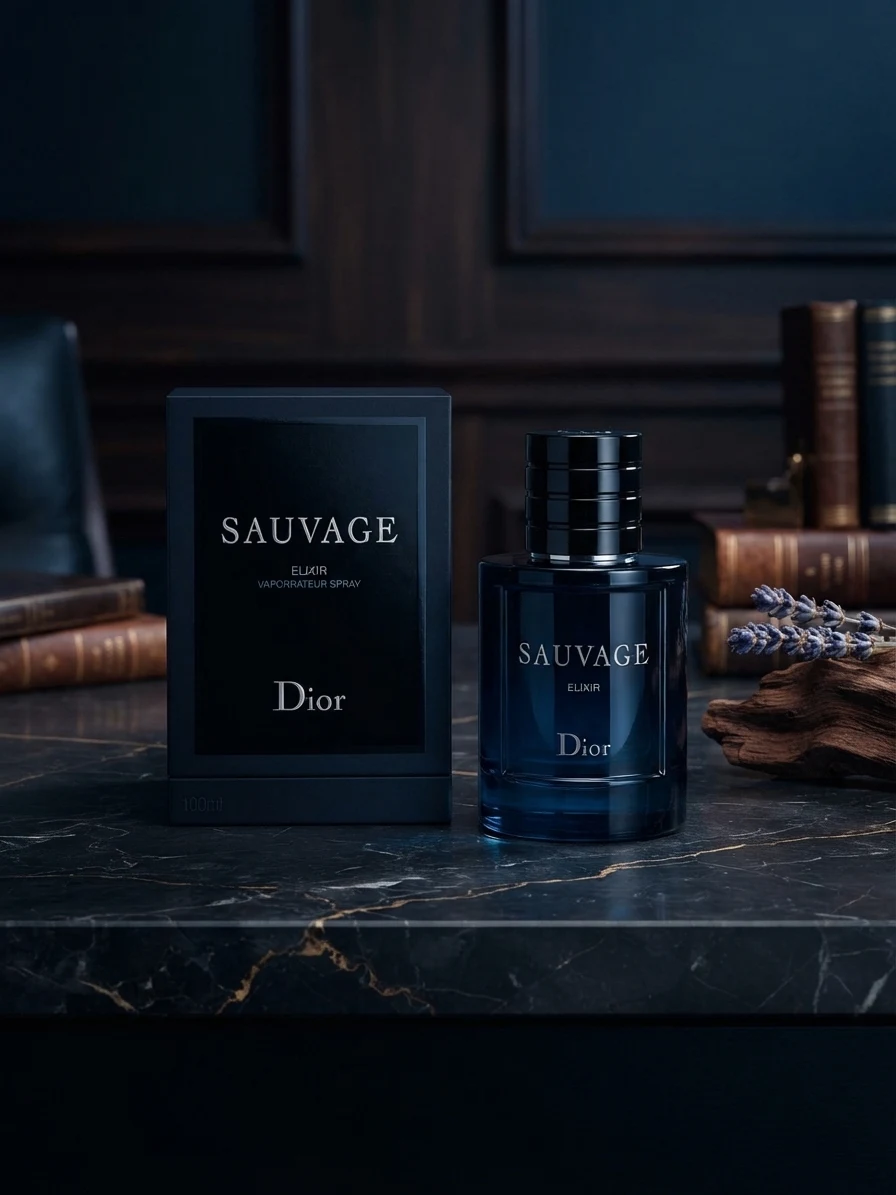 SAUVAGE
ELIXIR
VAPORRATEUR SPRAY
Dior
100ml
SAUVAGE
ELIXIR
Dior